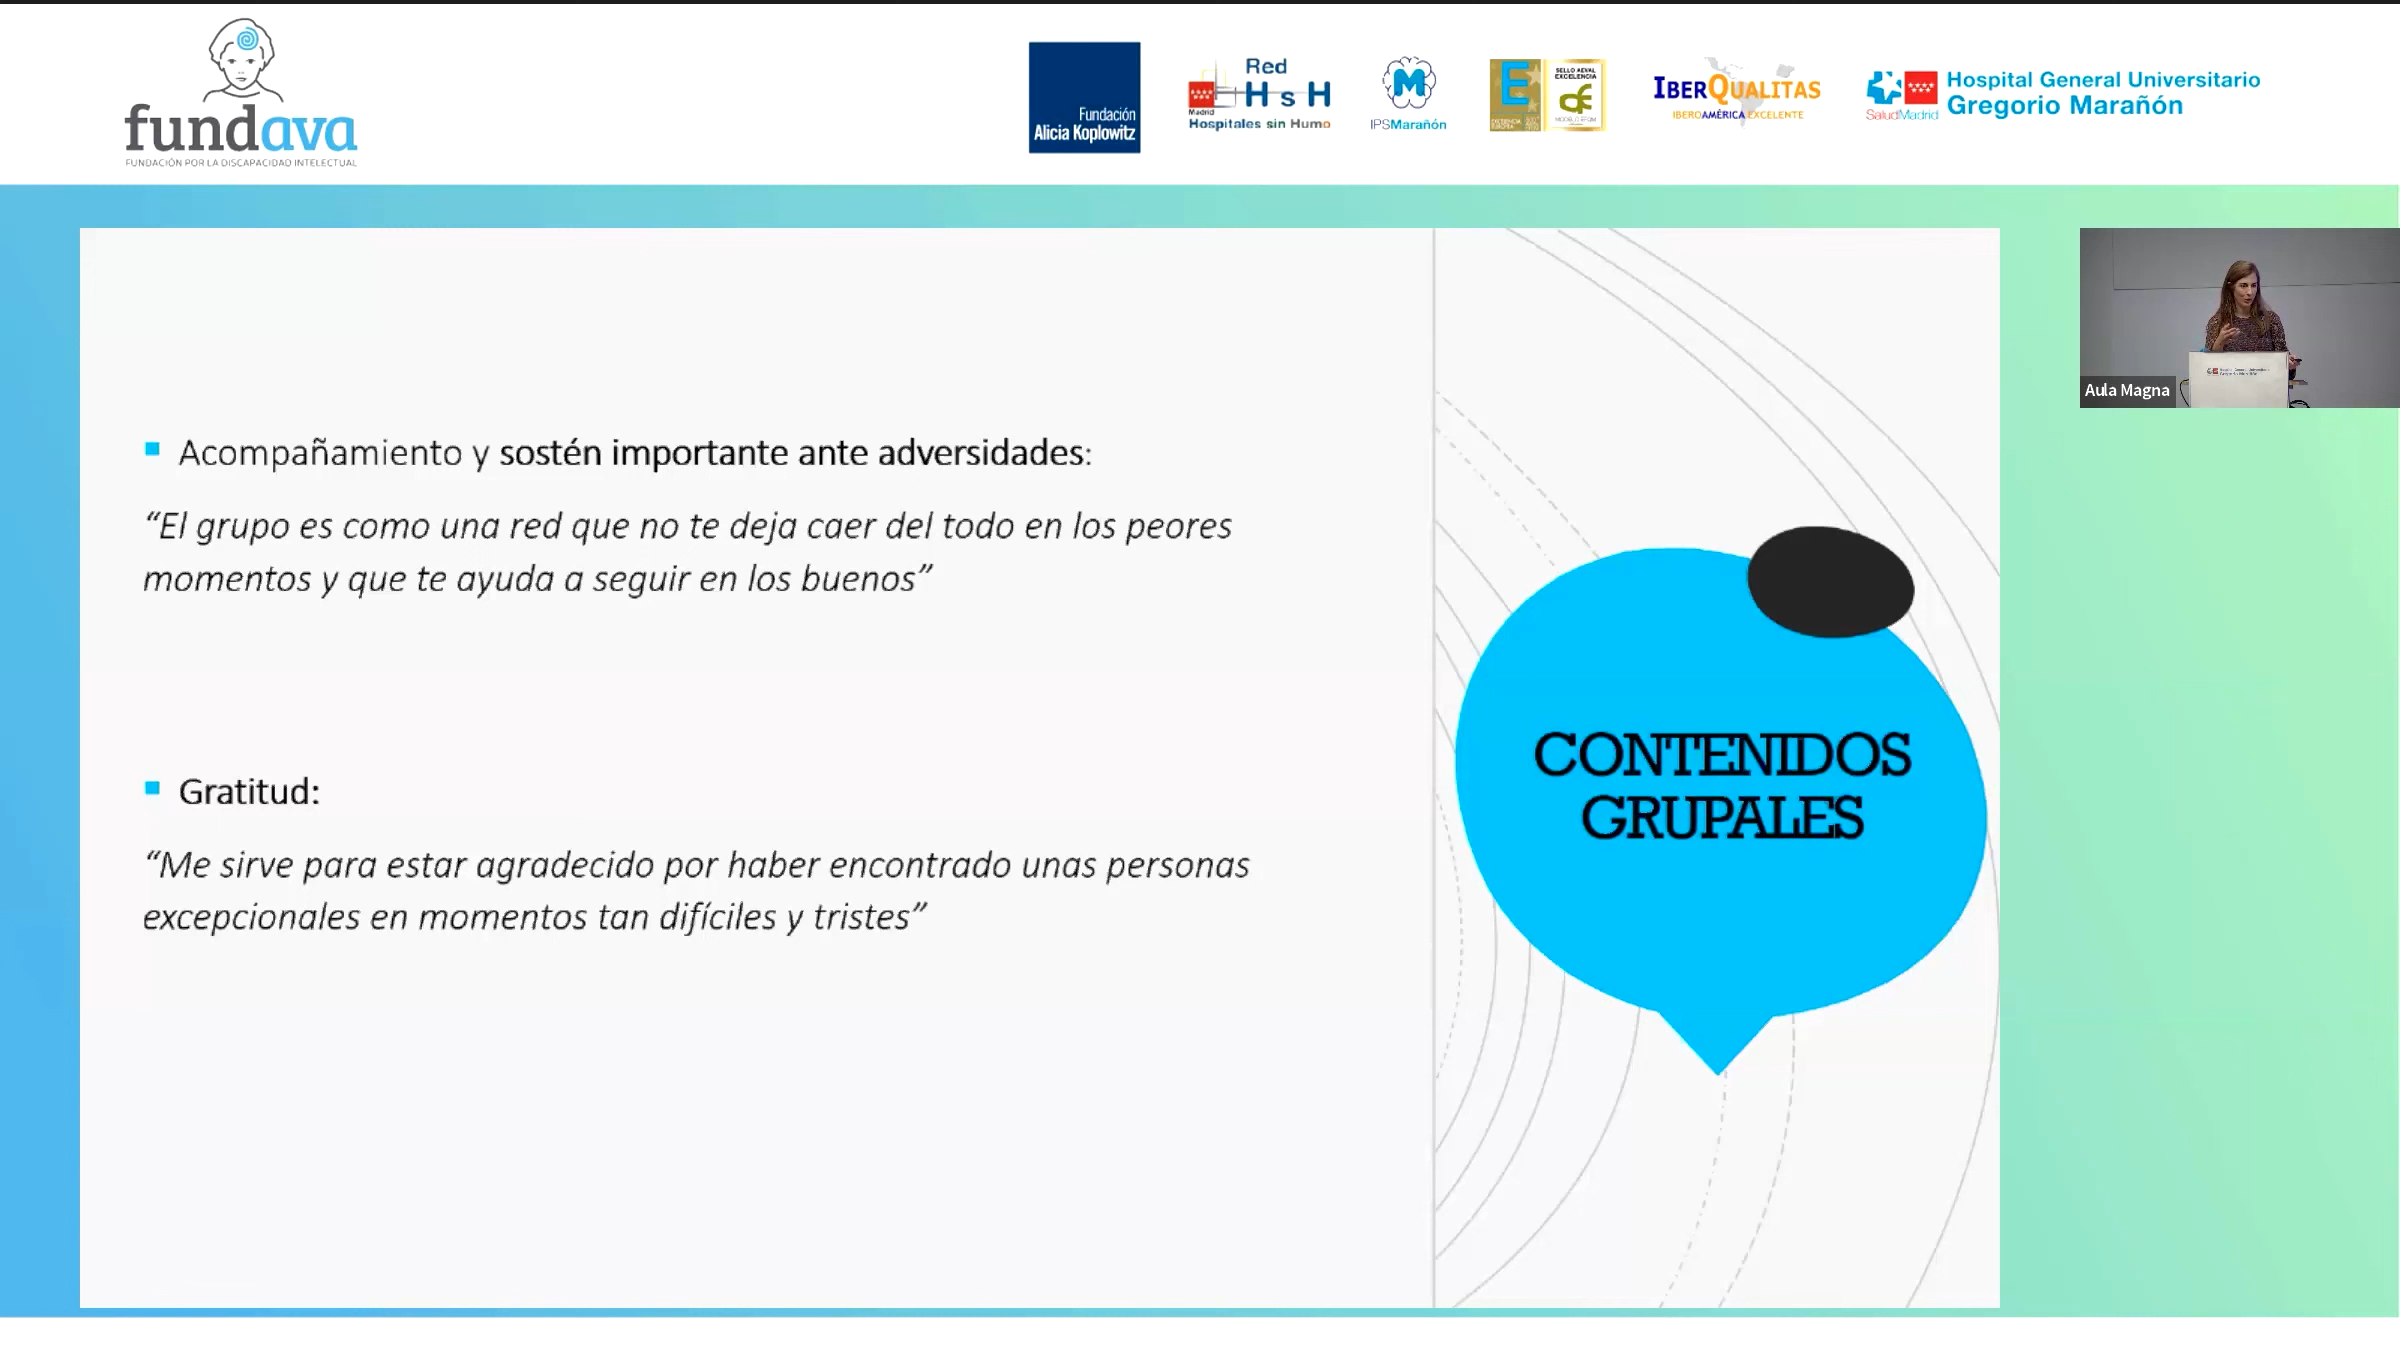 fundava
FUNDACIÓN POR LA DISCAPACIDAD INTELECTUAL
Fundación
Alicia Koplowitz
Red
H s H
Madrid
Hospitales sin Humo
M
IPSMarañón
E
SELLO AEVAL
EXCELENCIA
IBERQUALITAS
IBEROAMÉRICA EXCELENTE
SaludMadrid
Hospital General Universitario
Gregorio Marañón
Aula Magna
▪ Acompañamiento y sostén importante ante adversidades:
“El grupo es como una red que no te deja caer del todo en los peores
momentos y que te ayuda a seguir en los buenos”
▪ Gratitud:
“Me sirve para estar agradecido por haber encontrado unas personas
excepcionales en momentos tan difíciles y tristes”
CONTENIDOS
GRUPALES